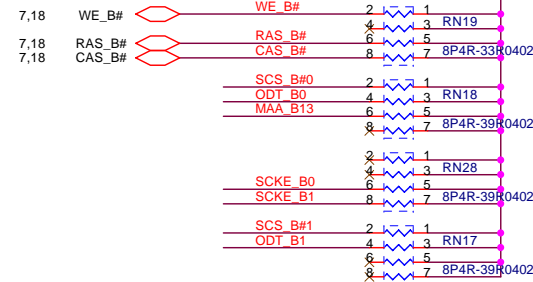 7,18 WE_B# WE_B# 2 1
4 3 RN19
7,18 RAS_B# RAS_B# 6 5
7,18 CAS_B# CAS_B# 8 7 8P4R-33R0402
SCS_B#0 2 1
ODT_B0 4 3 RN18
MAA_B13 6 5
8 7 8P4R-39R0402
2 1
4 3 RN28
SCKE_B0 6 5
SCKE_B1 8 7 8P4R-39R0402
SCS_B#1 2 1
ODT_B1 4 3 RN17
6 5
8 7 8P4R-39R0402